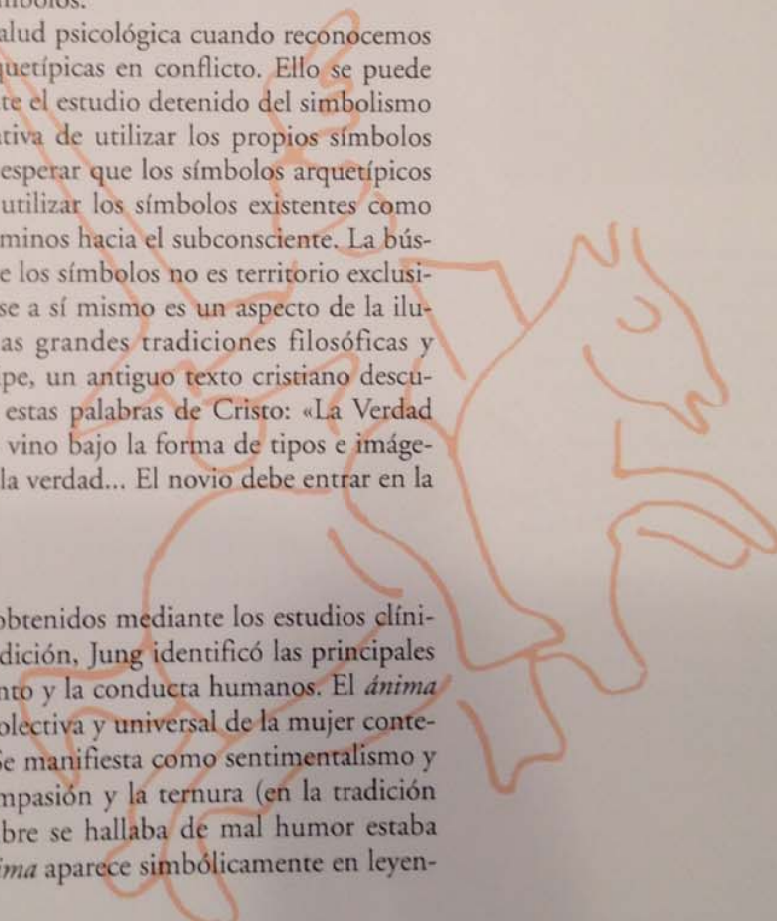 mbolos.
alud psicológica cuando reconocemos
quetípicas en conflicto. Ello se puede
te el estudio detenido del simbolismo
tiva de utilizar los propios símbolos
esperar que los símbolos arquetípicos
utilizar los símbolos existentes como
minos hacia el subconsciente. La bús-
e los símbolos no es territorio exclusi-
se a sí mismo es un aspecto de la ilu-
as grandes tradiciones filosóficas y
pe, un antiguo texto cristiano descu-
estas palabras de Cristo: «La Verdad
vino bajo la forma de tipos e imáge-
la verdad... El novio debe entrar en la
obtenidos mediante los estudios clíni-
dición, Jung identificó las principales
nto y la conducta humanos. El ánima
olectiva y universal de la mujer conte-
Se manifiesta como sentimentalismo y
mpasión y la ternura (en la tradición
bre se hallaba de mal humor estaba
ima aparece simbólicamente en leyen-